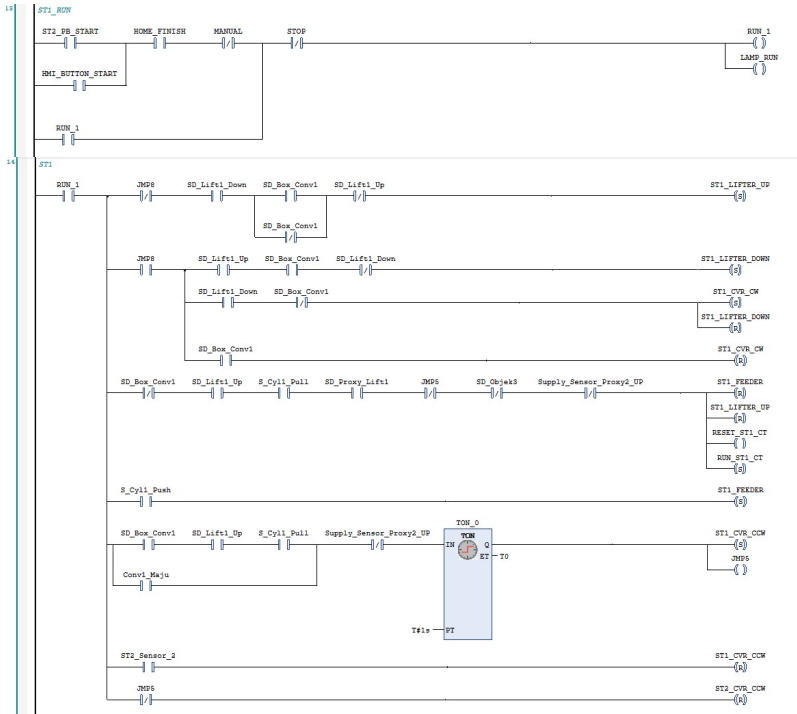 13
ST1_RUN
ST2_PB_START HOME_FINISH MANUAL STOP RUN_1
LAMP_RUN
HMI_BUTTON_START
RUN_1
14
ST1
RUN_1 JMP8 SD_Lift1_Down SD_Box_Conv1 SD_Lift1_Up ST1_LIFTER_UP
S
SD_Box_Conv1
JMP8 SD_Lift1_Up SD_Box_Conv1 SD_Lift1_Down ST1_LIFTER_DOWN
S
SD_Lift1_Down SD_Box_Conv1 ST1_CVR_CW
S
ST1_LIFTER_DOWN
R
SD_Box_Conv1 ST1_CVR_CW
R
SD_Box_Conv1 SD_Lift1_Up S_Cyl1_Pull SD_Proxy_Lift1 JMP5 SD_Objek3 Supply_Sensor_Proxy2_UP ST1_FEEDER
R
ST1_LIFTER_UP
R
RESET_ST1_CT
RUN_ST1_CT
S
S_Cyl1_Push ST1_FEEDER
S
TON_0
SD_Box_Conv1 SD_Lift1_Up S_Cyl1_Pull Supply_Sensor_Proxy2_UP TON ST1_CVR_CCW
IN Q S
ET T0 JMP5
Conv1_Maju
T#1s PT
ST2_Sensor_2 ST1_CVR_CCW
R
JMP5 ST2_CVR_CCW
R